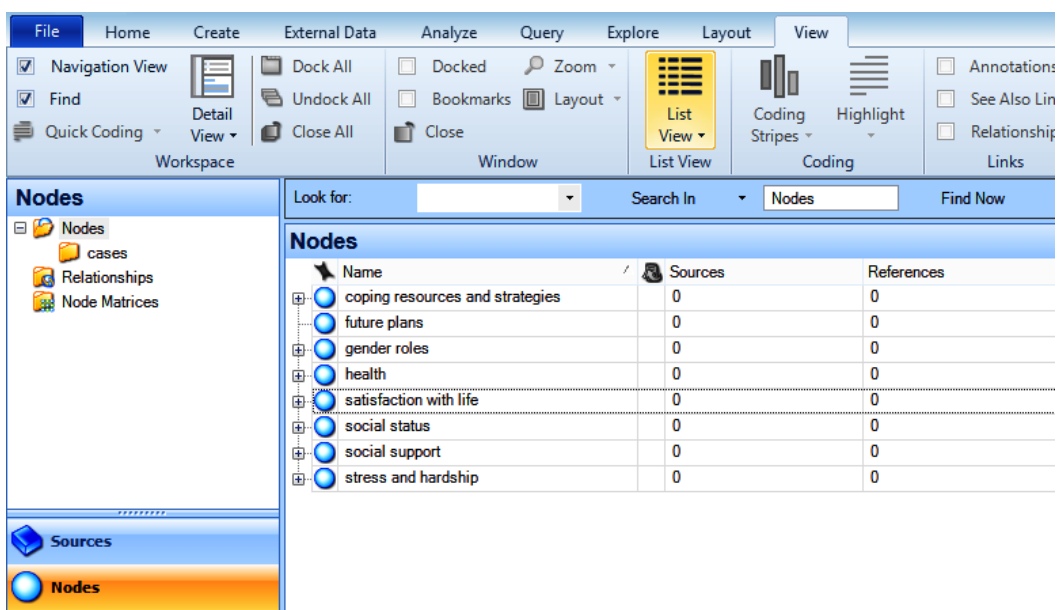 File Home Create External Data Analyze Query Explore Layout View
Navigation View
Find
Quick Coding
Detail
View
Workspace
Dock All
Undock All
Close All
Docked
Bookmarks
Close
Zoom
Layout
Window
List
View
List View
Coding
Stripes
Highlight
Coding
Annotations
See Also Lin
Relationship
Links
Nodes
Nodes
cases
Relationships
Node Matrices
Sources
Nodes
Look for: Search In Nodes Find Now
Nodes
Name Sources References
coping resources and strategies 0 0
future plans 0 0
gender roles 0 0
health 0 0
satisfaction with life 0 0
social status 0 0
social support 0 0
stress and hardship 0 0